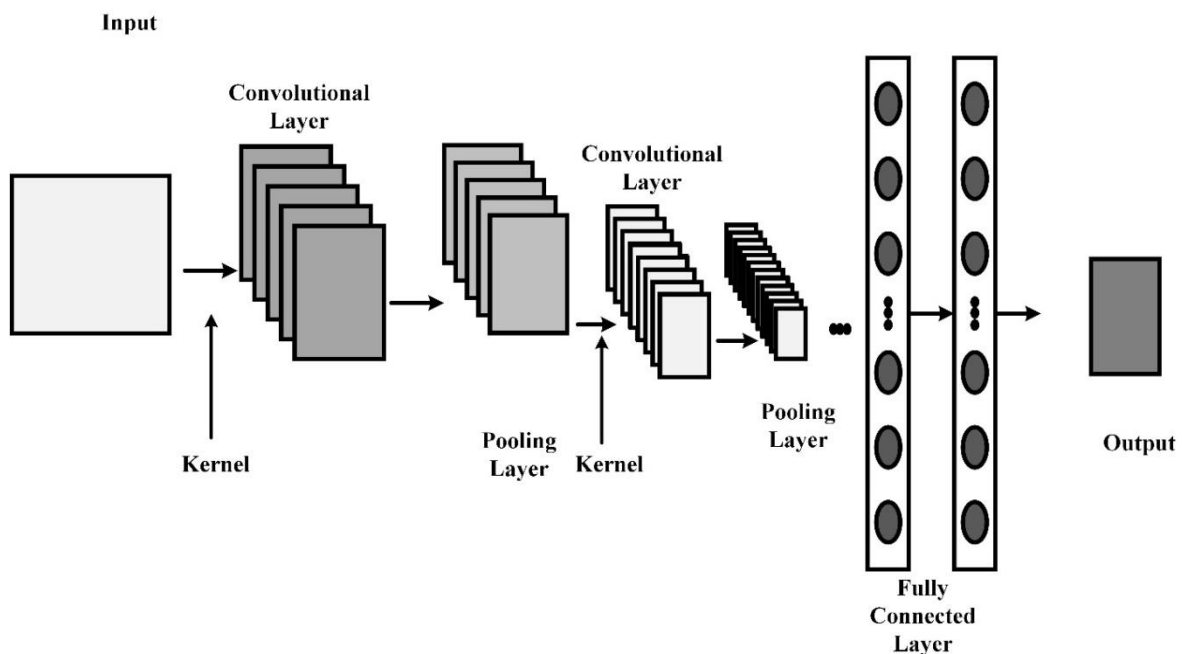 Input
Convolutional
Layer
Convolutional
Layer
Kernel
Pooling
Layer
Kernel
Pooling
Layer
Fully
Connected
Layer
Output